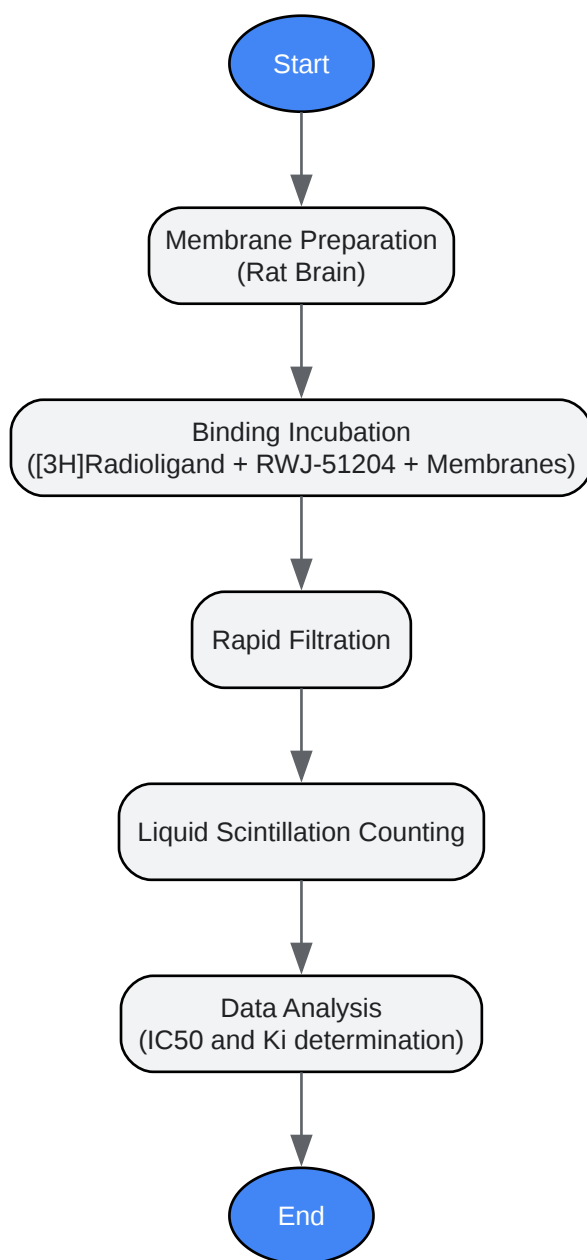 Start
Membrane Preparation
(Rat Brain)
Binding Incubation
([3H]Radioligand + RWJ-51204 + Membranes)
Rapid Filtration
Liquid Scintillation Counting
Data Analysis
(IC50 and Ki determination)
End